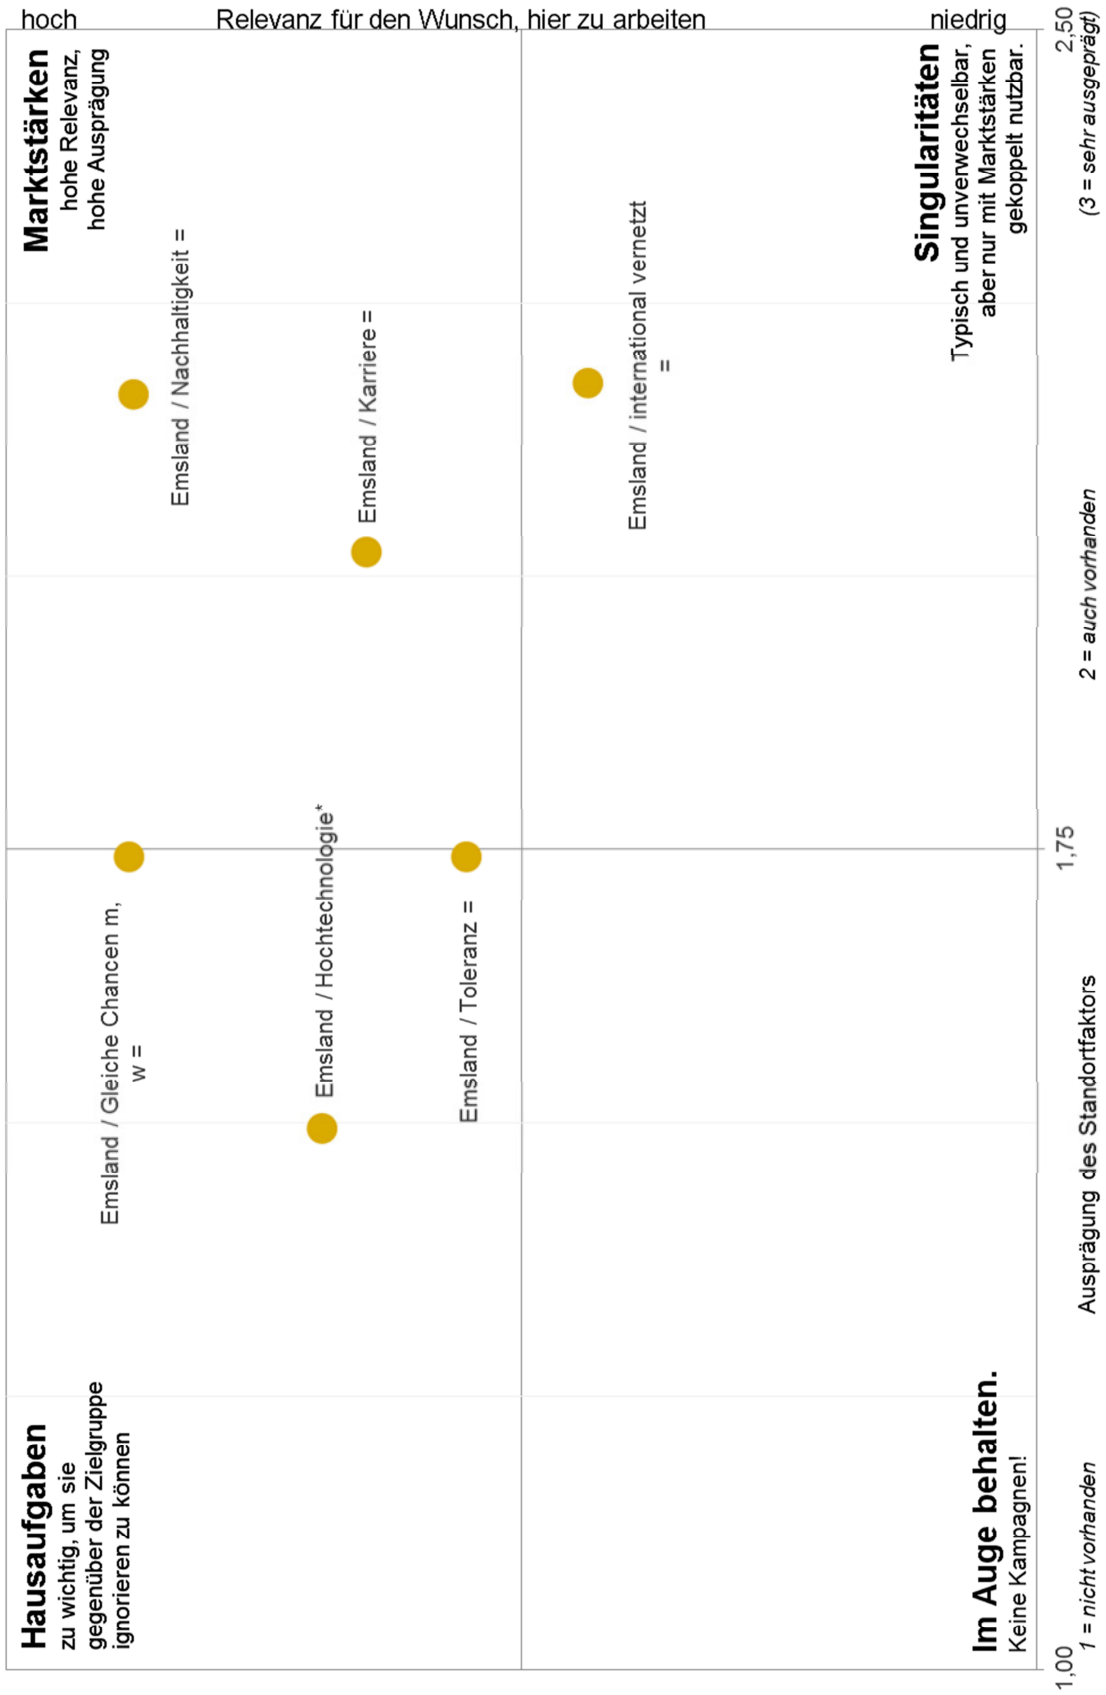 hoch
Relevanz für den Wunsch, hier zu arbeiten
niedrig
Hausaufgaben
zu wichtig, um sie
gegenüber der Zielgruppe
ignorieren zu können
Marktstärken
hohe Relevanz,
hohe Ausprägung
Emsland / Gleiche Chancen m,
w =
Emsland / Nachhaltigkeit =
Emsland / Hochtechnologie*
Emsland / Karriere =
Emsland / Toleranz =
Emsland / international vernetzt
=
Im Auge behalten.
Keine Kampagnen!
Singularitäten
Typisch und unverwechselbar,
aber nur mit Marktstärken
gekoppelt nutzbar.
1,00
1,75
2,50
1 = nicht vorhanden
Ausprägung des Standortfaktors
2 = auch vorhanden
(3 = sehr ausgeprägt)